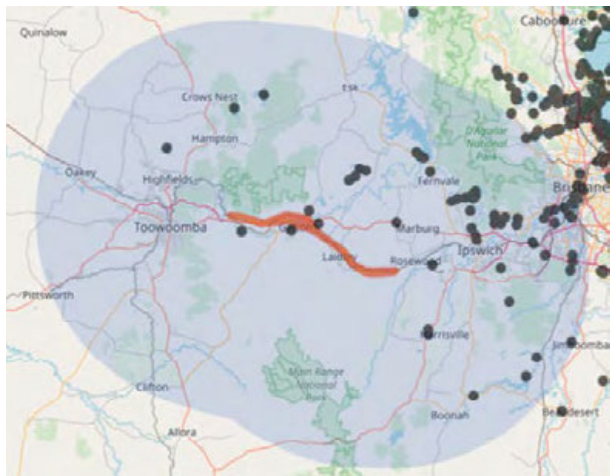 Quinalow
Caboolture
Esk
Crows Nest
D'Aguilar
National
Park
Hampton
Oakey
Highfields
Fernvale
Brisbane
Toowoomba
Marburg
Ipswich
Laidley
Rosewood
Pittsworth
Harrisville
Main Range
National
Park
Clifton
Boonah
Beaudesert
Allora